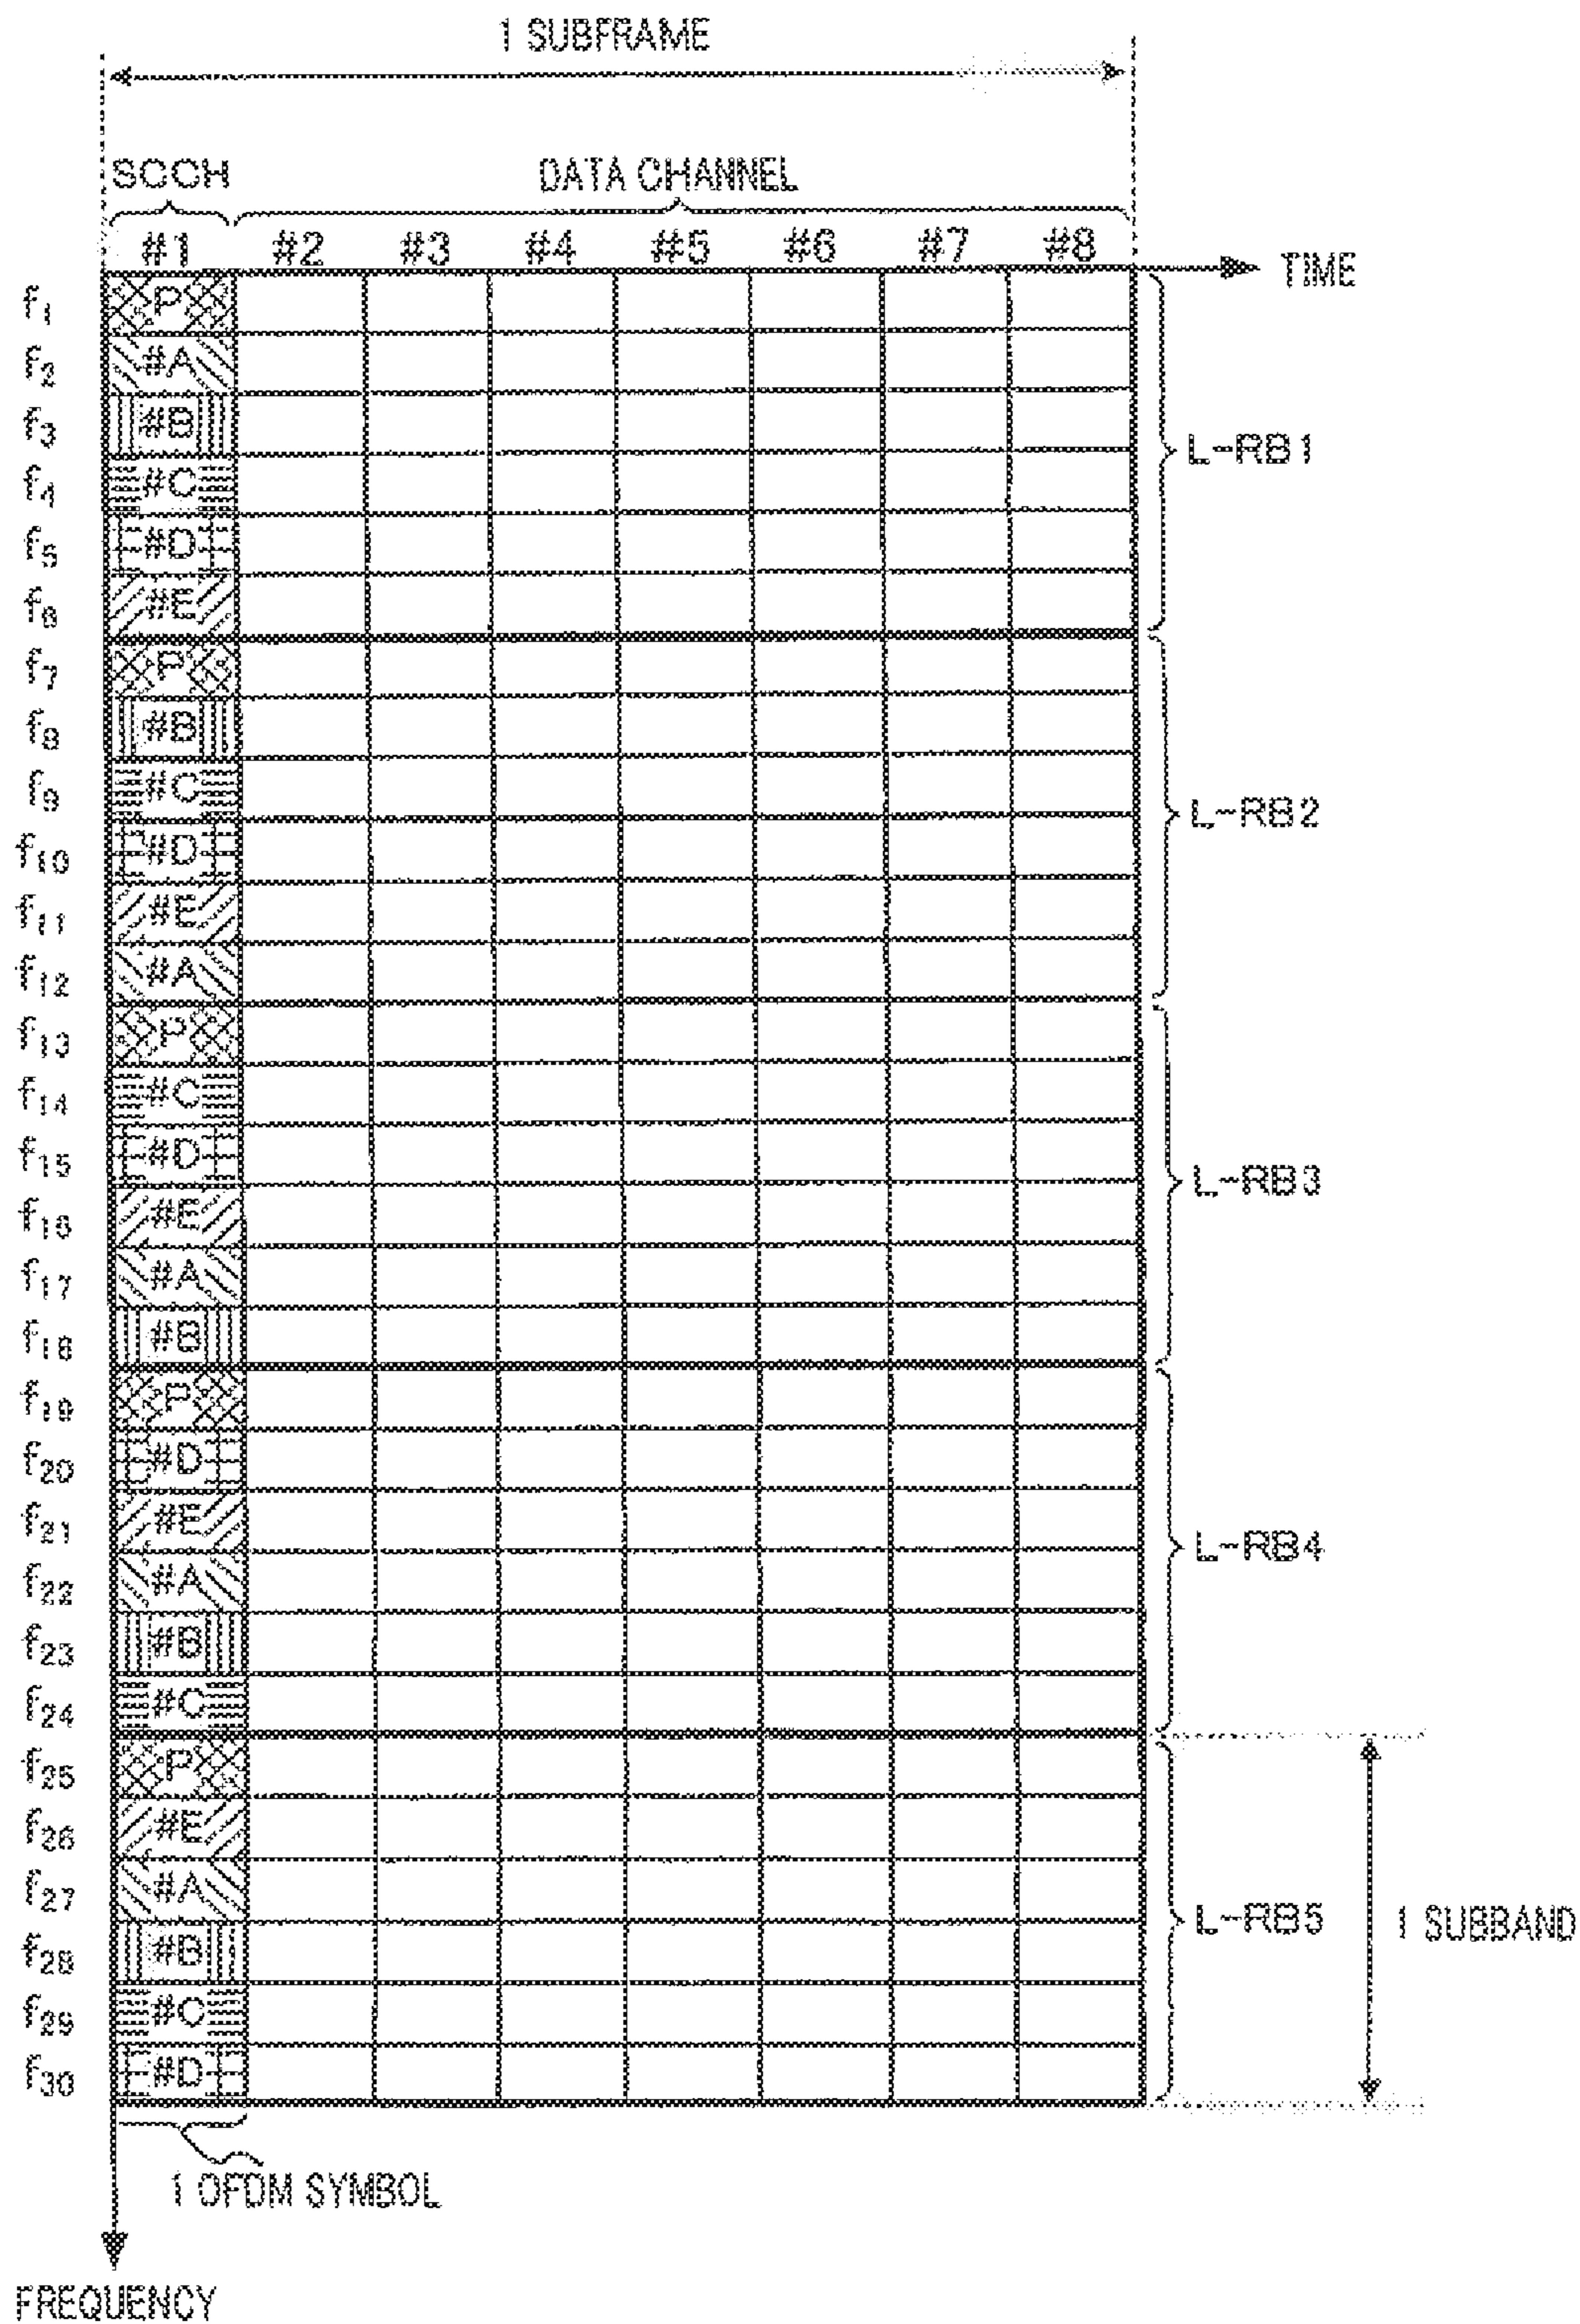 1 SUBFRAME
SCCH DATA CHANNEL
#1 #2 #3 #4 #5 #6 #7 #8
TIME
f1 P
f2 #A
f3 #B
f4 #C
f5 #D
f6 #E
L-RB1
f7 P
f8 #B
f9 #C
f10 #D
f11 #E
f12 #A
L-RB2
f13 P
f14 #C
f15 #D
f16 #E
f17 #A
f18 #B
L-RB3
f19 P
f20 #D
f21 #E
f22 #A
f23 #B
f24 #C
L-RB4
f25 P
f26 #E
f27 #A
f28 #B
f29 #C
f30 #D
L-RB5
1 SUBBAND
1 OFDM SYMBOL
FREQUENCY